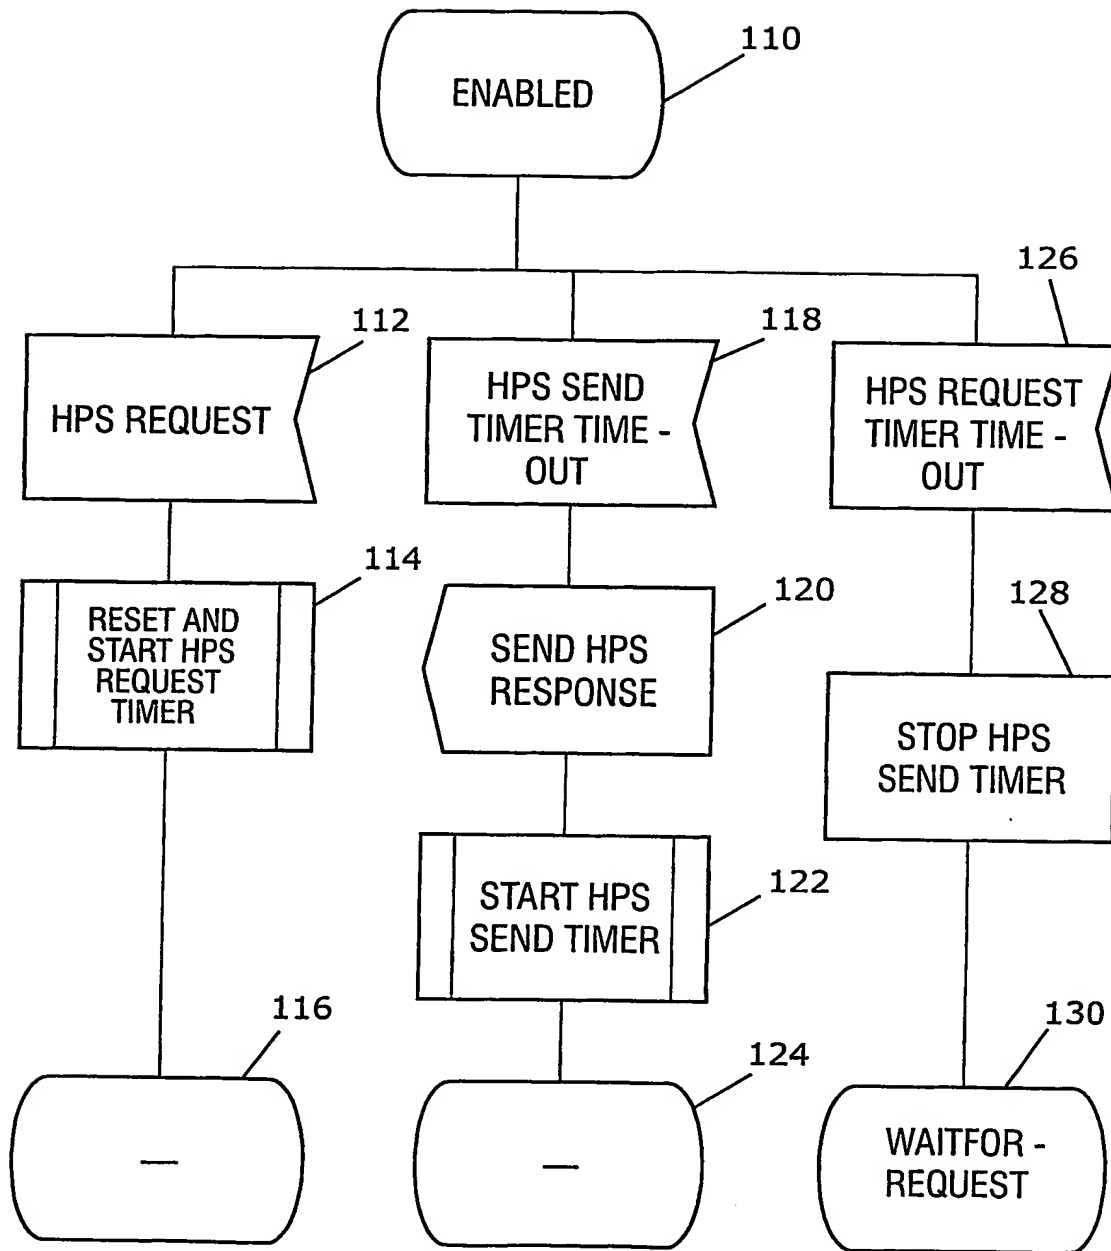 110
ENABLED
126
112
118
HPS REQUEST
HPS SEND
TIMER TIME -
OUT
HPS REQUEST
TIMER TIME -
OUT
114
RESET AND
START HPS
REQUEST
TIMER
120
SEND HPS
RESPONSE
128
STOP HPS
SEND TIMER
122
START HPS
SEND TIMER
116
—
124
—
130
WAITFOR -
REQUEST